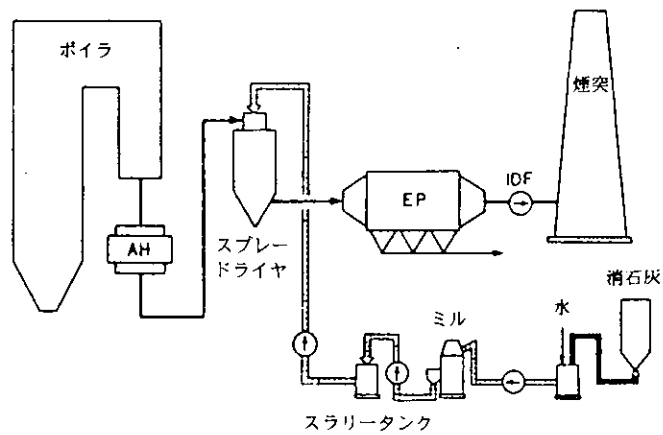 ボイラ
煙突
IDF
EP
AH
スプレー
ドライヤ
消石灰
水
ミル
スラリータンク